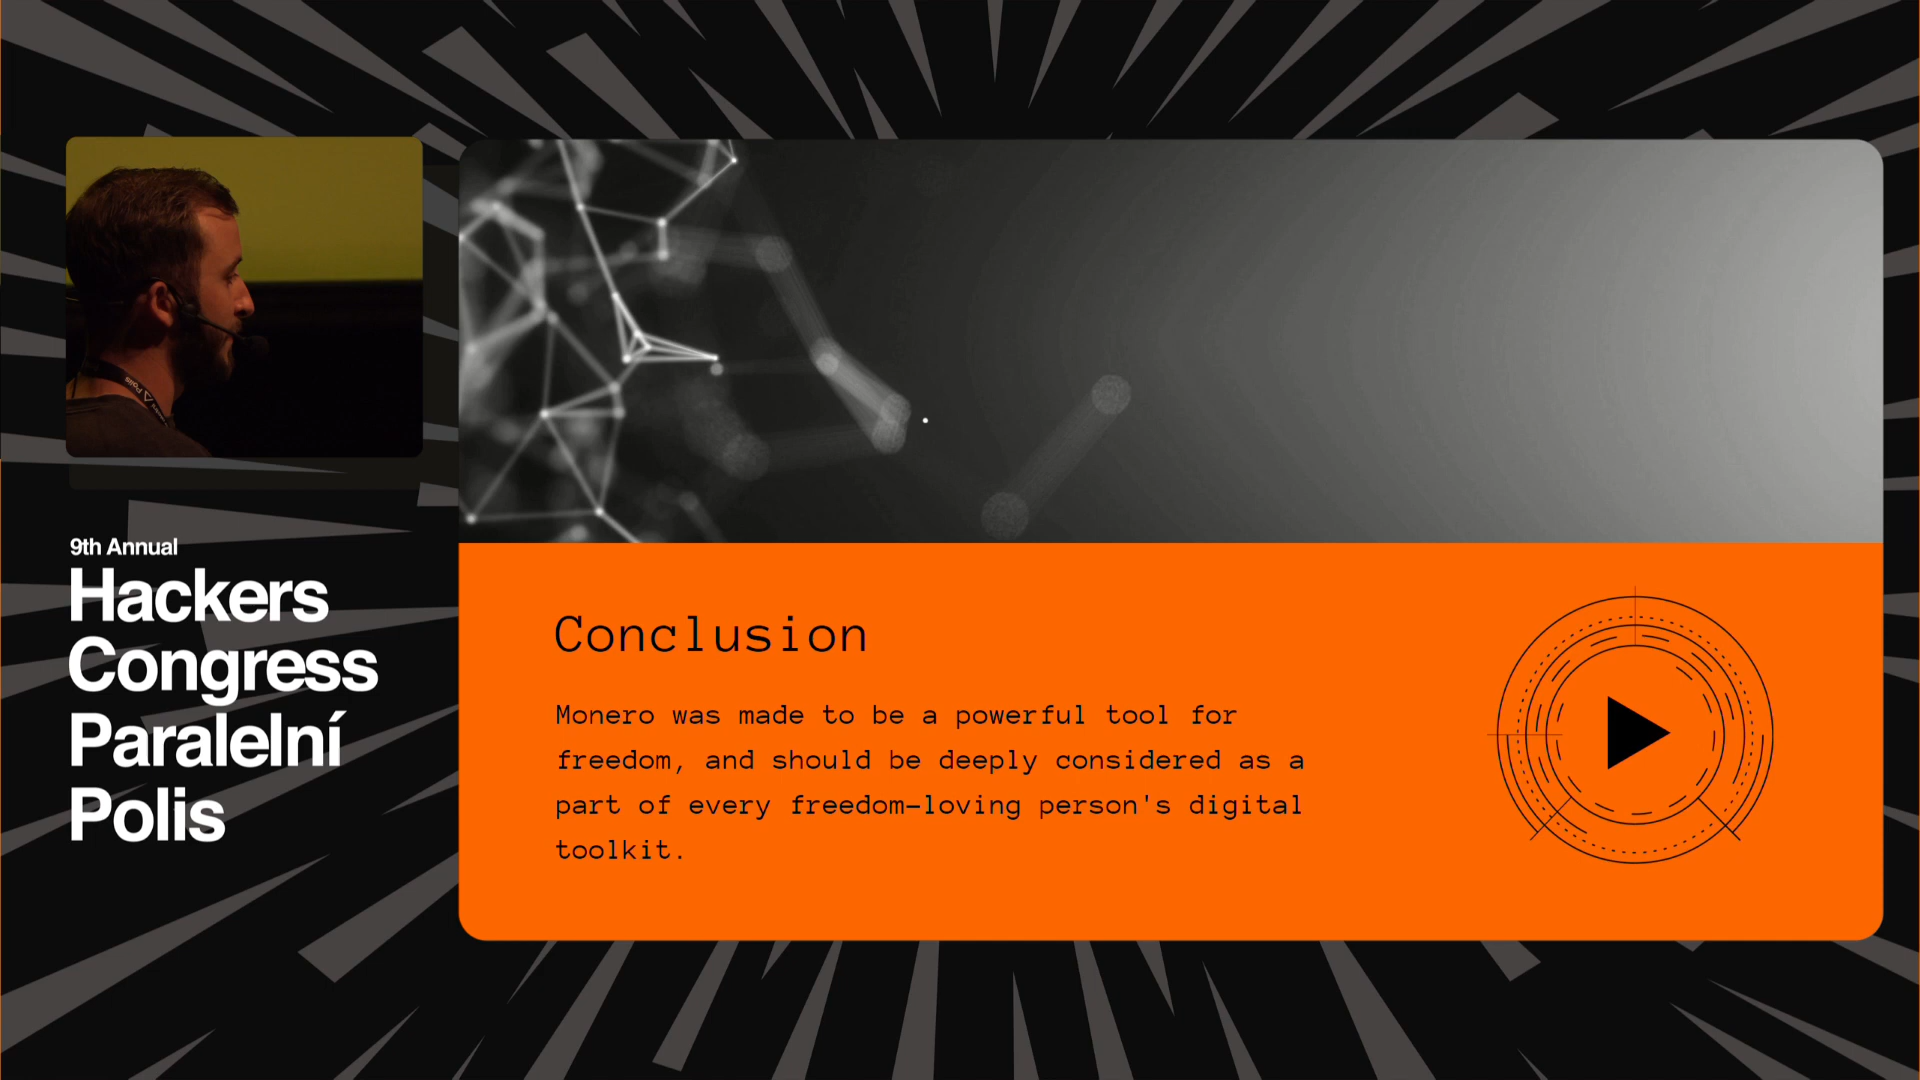 9th Annual
Hackers
Congress
Paralelní
Polis
Conclusion
Monero was made to be a powerful tool for
freedom, and should be deeply considered as a
part of every freedom-loving person's digital
toolkit.